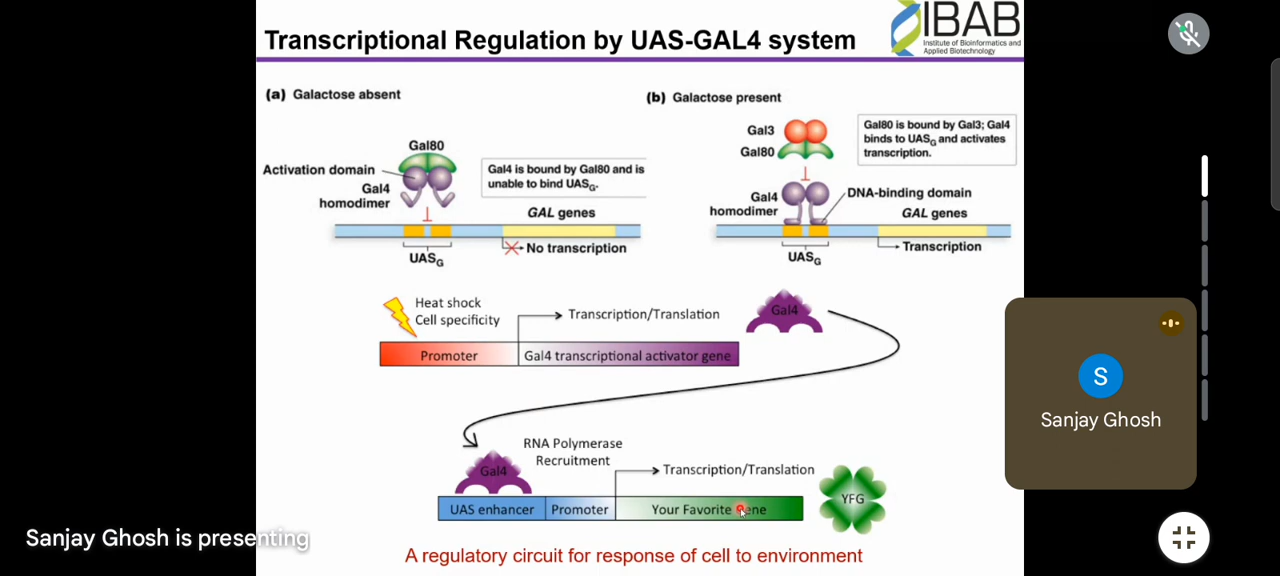 Transcriptional Regulation by UAS-GAL4 system
IBAB
Institute of Bioinformatics and
Applied Biotechnology
(a) Galactose absent
Gal80
Activation domain
Gal4
homodimer
Gal4 is bound by Gal80 and is
unable to bind UASG.
GAL genes
No transcription
UASG
(b) Galactose present
Gal3
Gal80
Gal80 is bound by Gal3; Gal4
binds to UASG and activates
transcription.
Gal4
homodimer
DNA-binding domain
GAL genes
Transcription
UASG
Heat shock
Cell specificity
Transcription/Translation
Gal4
Promoter
Gal4 transcriptional activator gene
RNA Polymerase
Recruitment
Gal4
Transcription/Translation
UAS enhancer
Promoter
Your Favorite Gene
YFG
A regulatory circuit for response of cell to environment
S
Sanjay Ghosh
Sanjay Ghosh is presenting